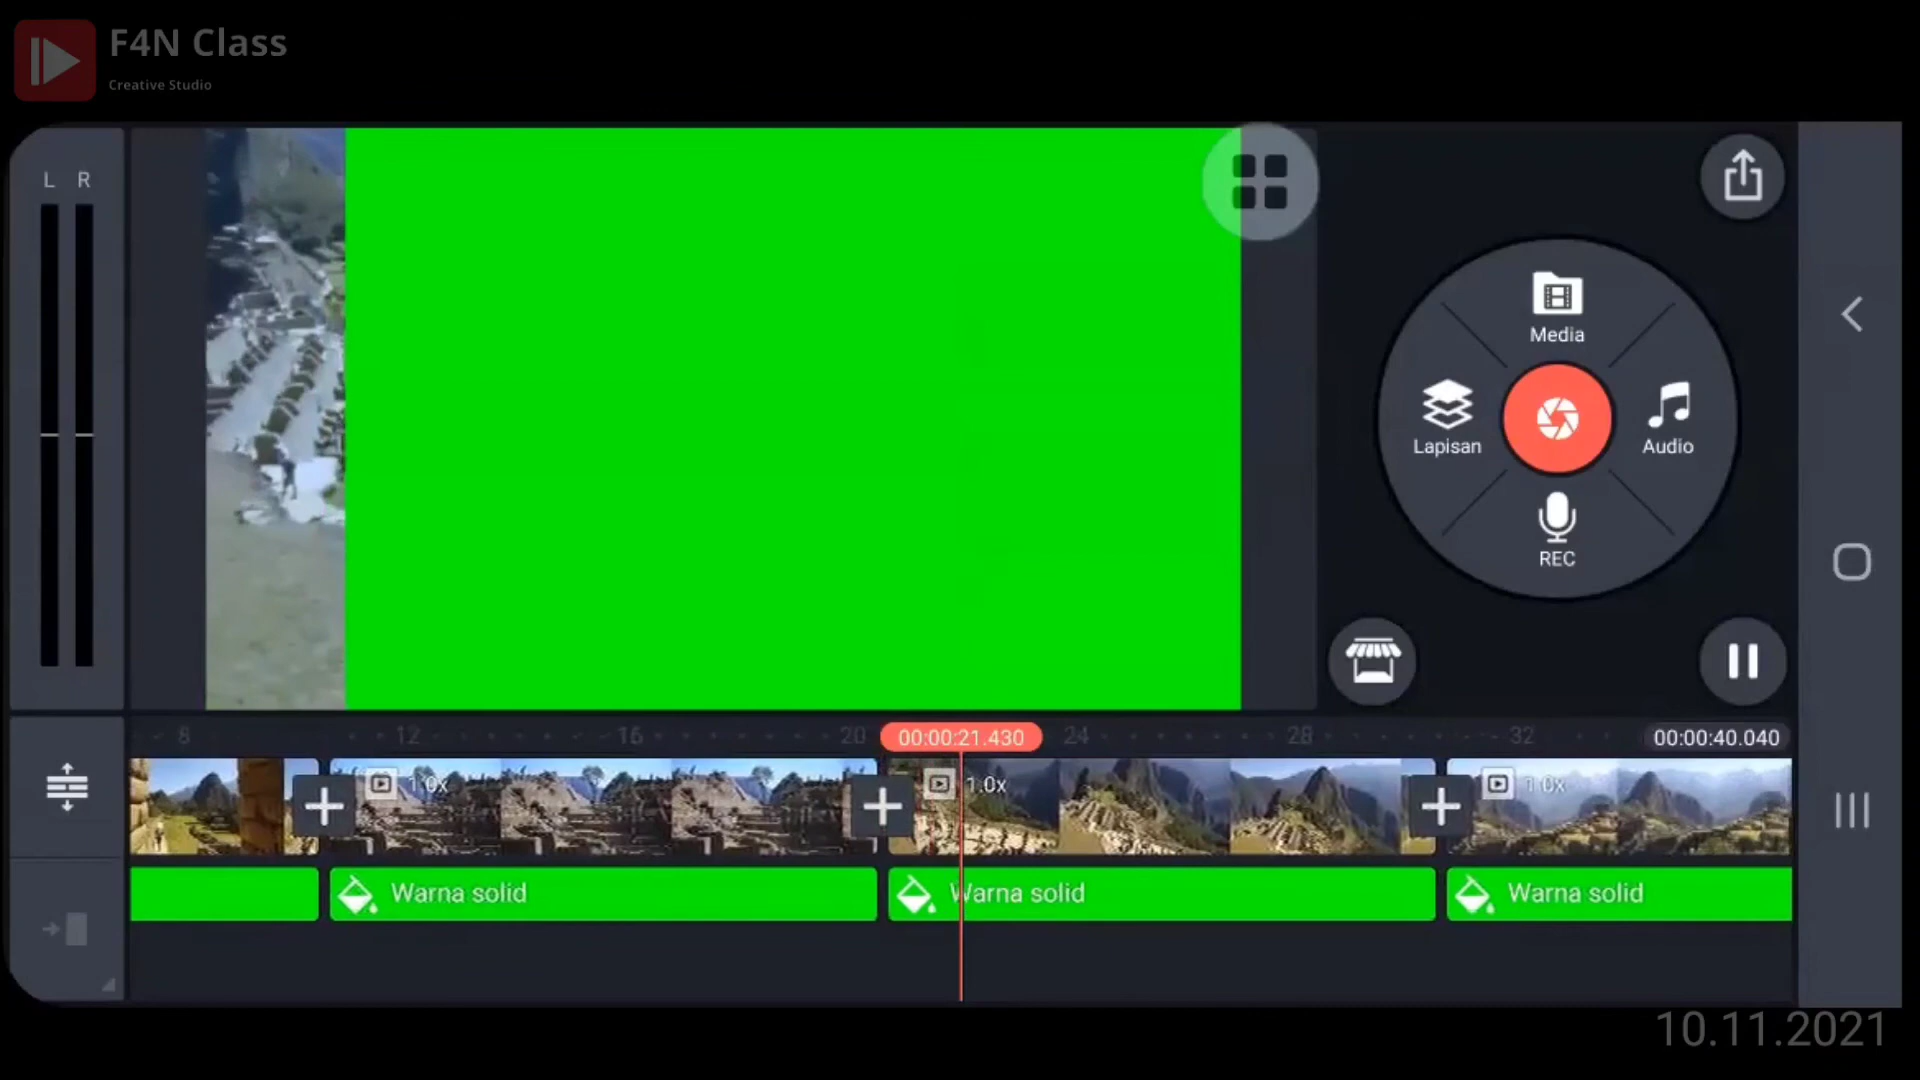 F4N Class
Creative Studio
L R
Media
Lapisan
Audio
REC
8 12 16 20 00:00:21.430 24 28 32 00:00:40.040
1.0x 1.0x 1.0x
Warna solid Warna solid Warna solid
10.11.2021